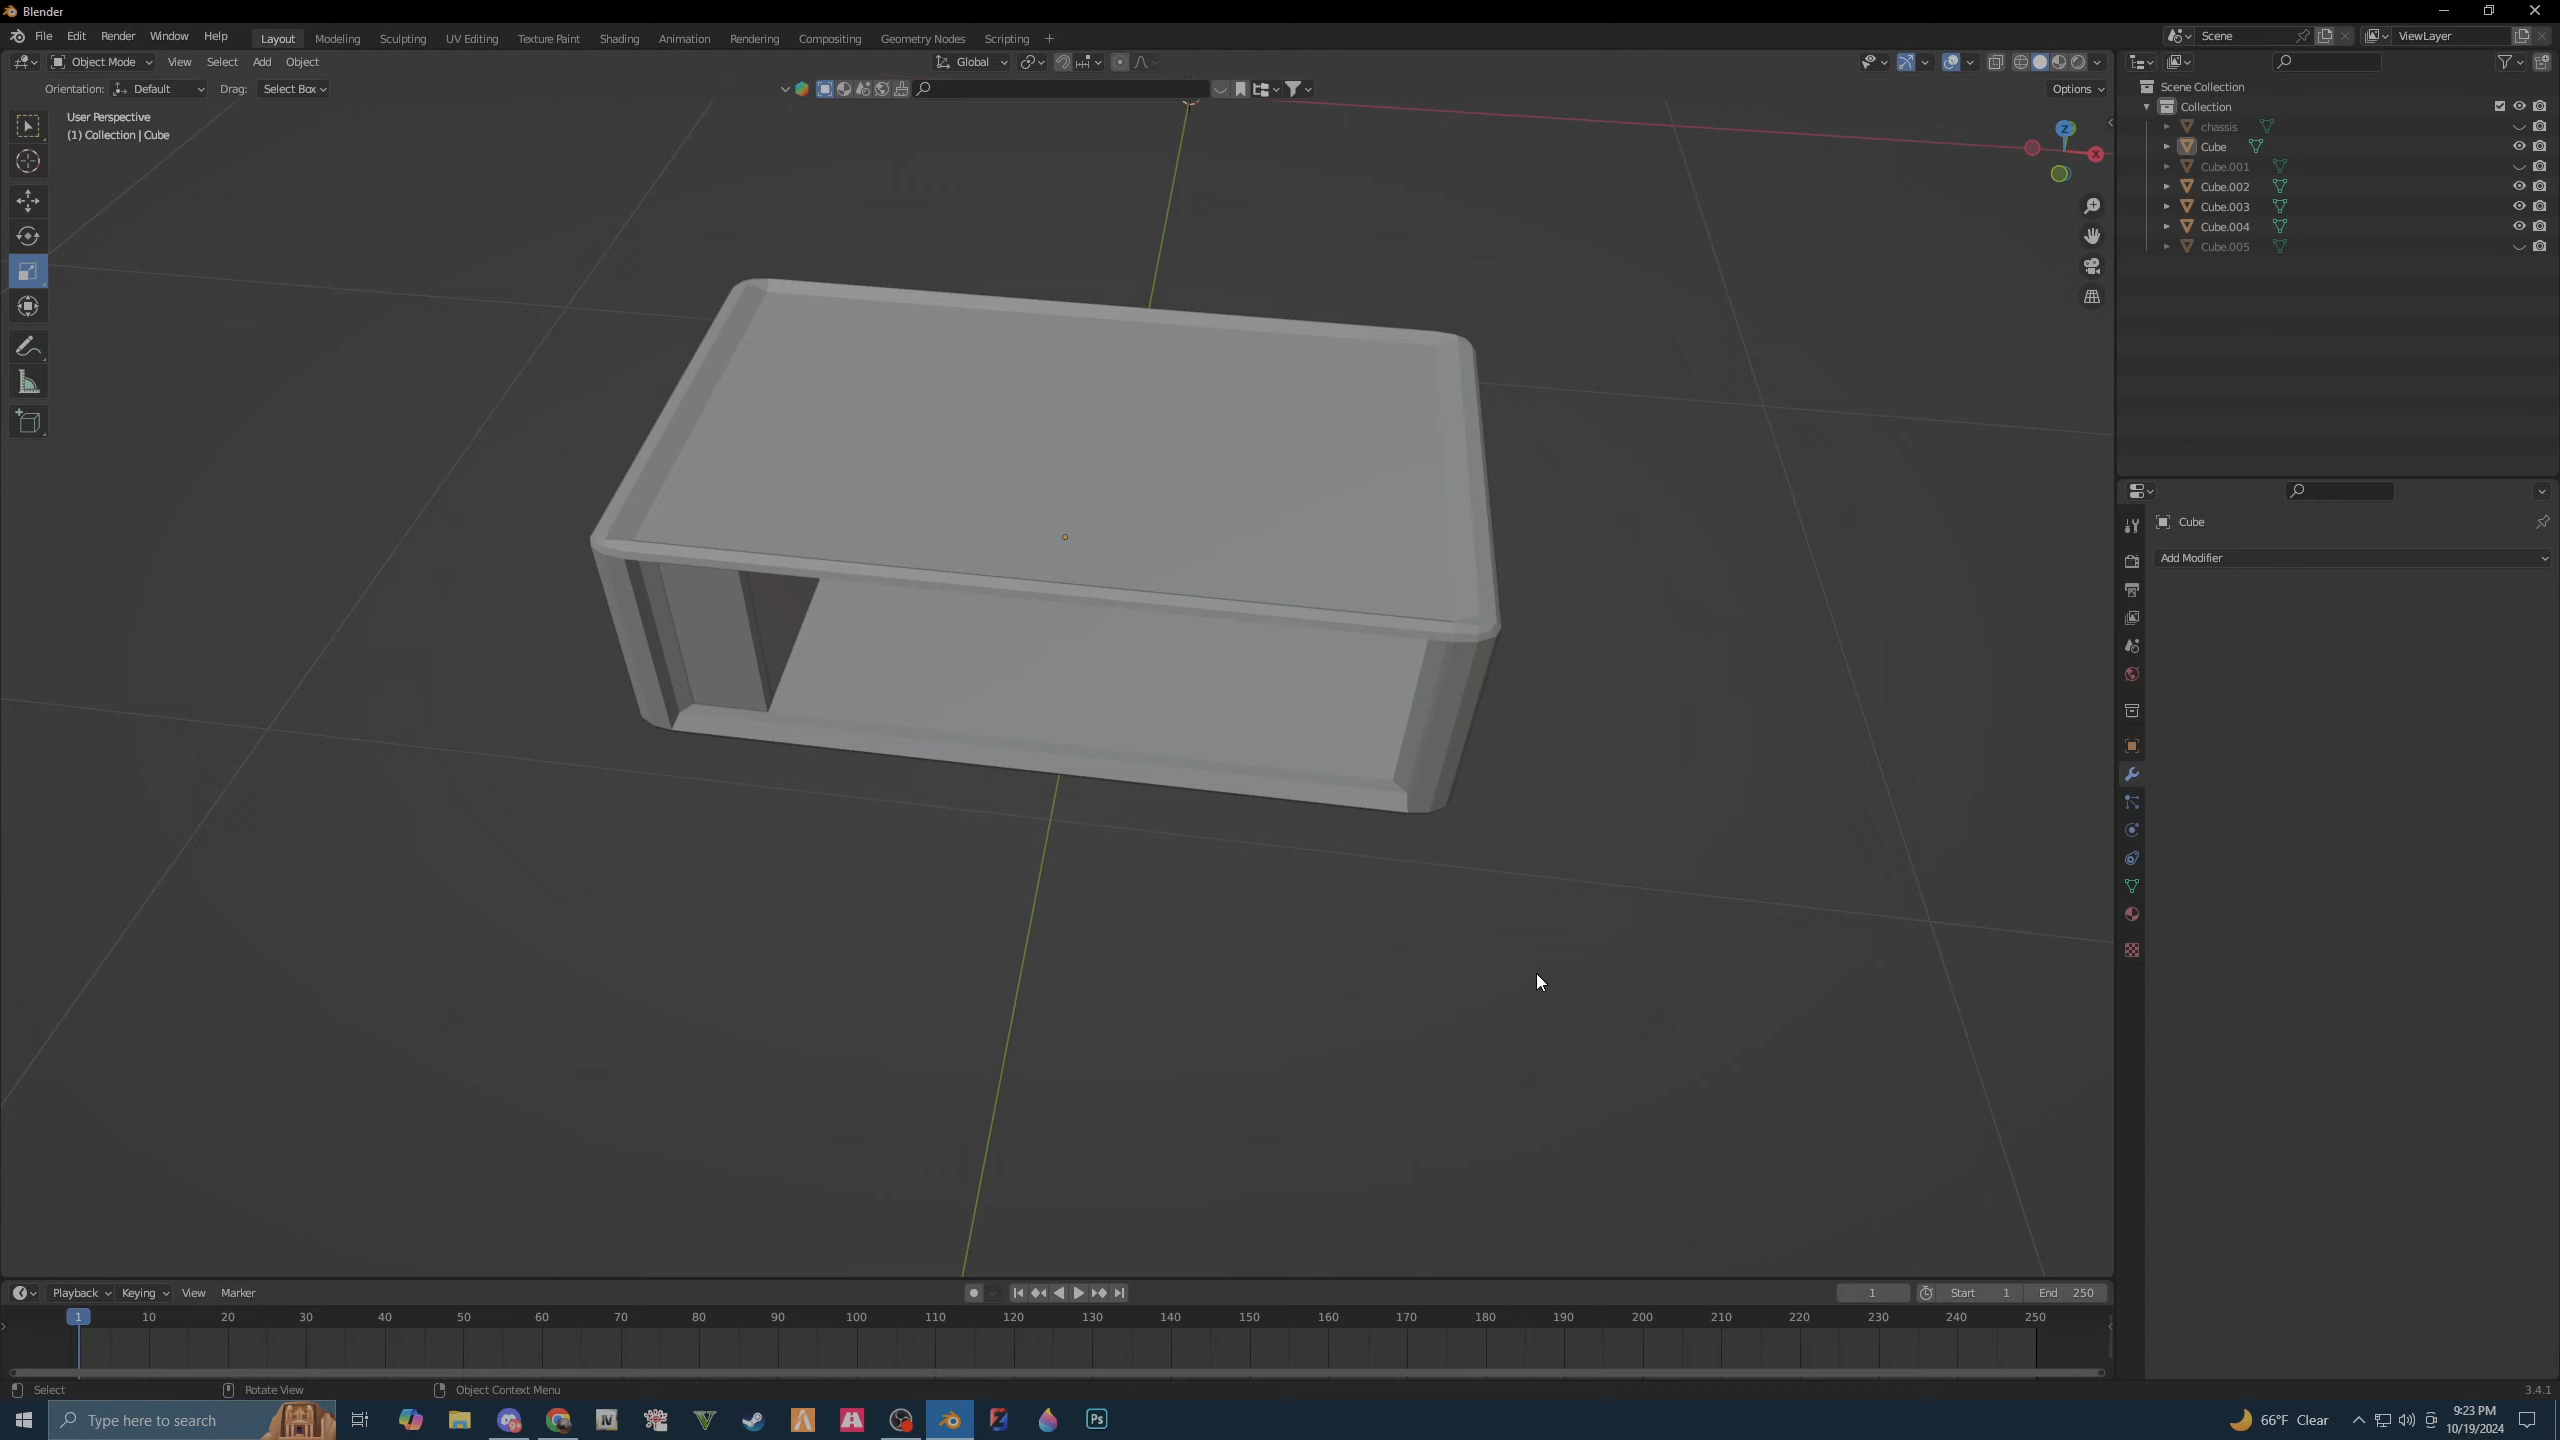 Blender
File Edit Render Window Help Layout Modeling Sculpting UV Editing Texture Paint Shading Animation Rendering Compositing Geometry Nodes Scripting + Scene ViewLayer
Object Mode View Select Add Object Global
Orientation: Default Drag: Select Box Options
User Perspective
(1) Collection | Cube
Z
X
Scene Collection
Collection
chassis
Cube
Cube.001
Cube.002
Cube.003
Cube.004
Cube.005
Cube
Add Modifier
Playback Keying View Marker 1 Start 1 End 250
1 10 20 30 40 50 60 70 80 90 100 110 120 130 140 150 160 170 180 190 200 210 220 230 240 250
Select Rotate View Object Context Menu 3.4.1
Type here to search Ps 66°F Clear 9:23 PM
10/19/2024